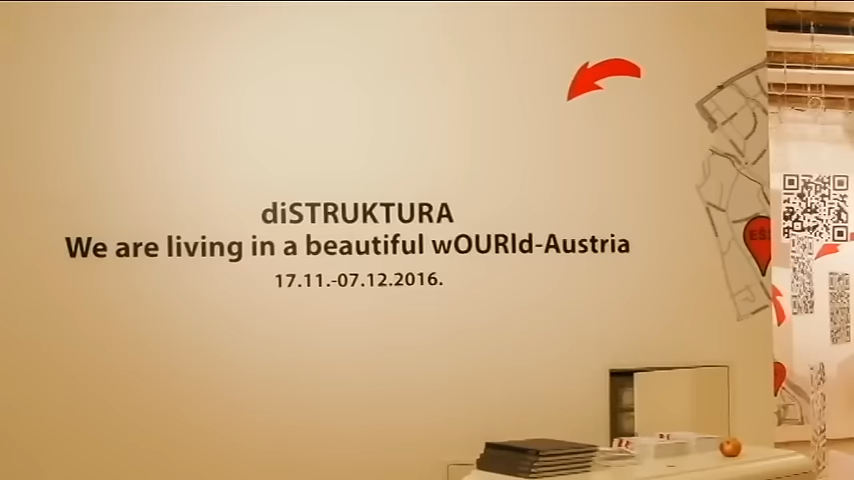 diSTRUKTURA
We are living in a beautiful wOURld-Austria
17.11.-07.12.2016.